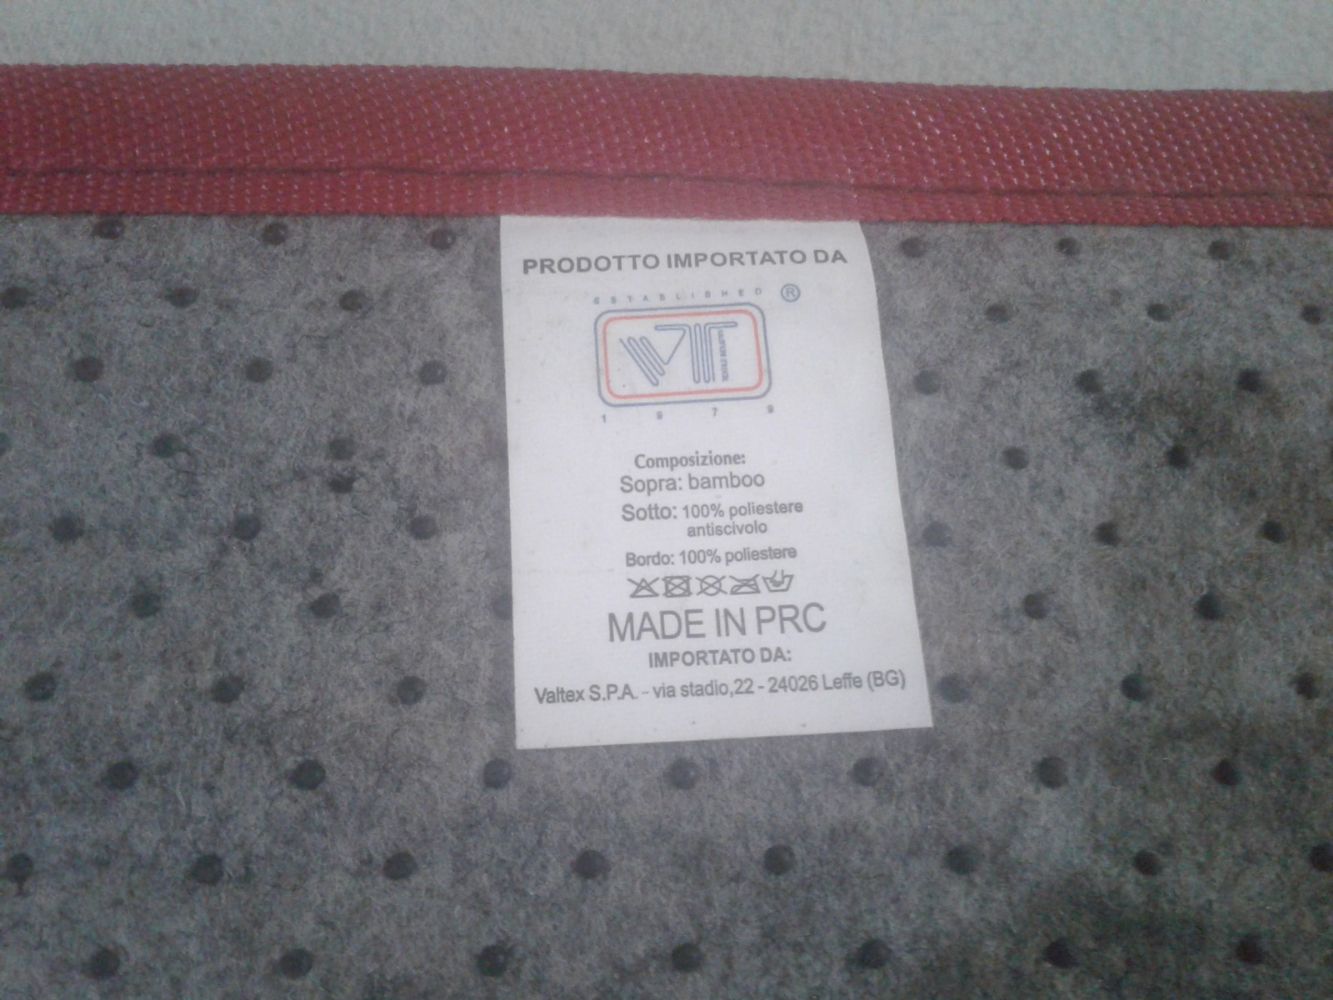 PRODOTTO IMPORTATO DA
ESTABLISHED ®
VT
1979
Composizione:
Sopra: bamboo
Sotto: 100% poliestere
antiscivolo
Bordo: 100% poliestere
MADE IN PRC
IMPORTATO DA:
Valtex S.P.A. - via stadio,22 - 24026 Leffe (BG)